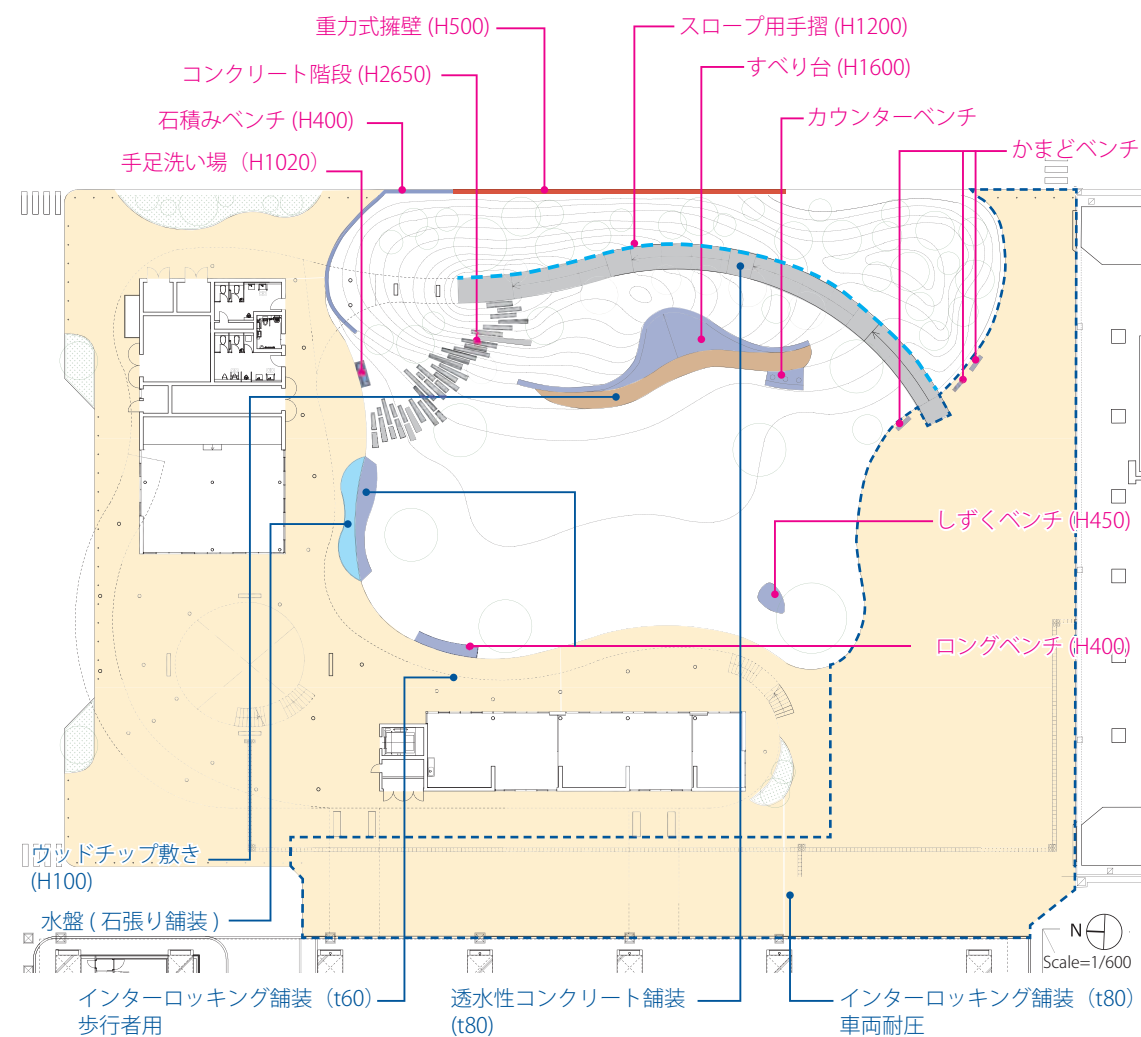 重力式擁壁 (H500)
スロープ用手摺 (H1200)
コンクリート階段 (H2650)
すべり台 (H1600)
石積みベンチ (H400)
カウンターベンチ
手足洗い場（H1020）
かまどベンチ
しずくベンチ (H450)
ロングベンチ (H400)
ウッドチップ敷き
(H100)
水盤 ( 石張り舗装 )
N
Scale=1/600
インターロッキング舗装（t60）
歩行者用
透水性コンクリート舗装
(t80)
インターロッキング舗装（t80）
車両耐圧